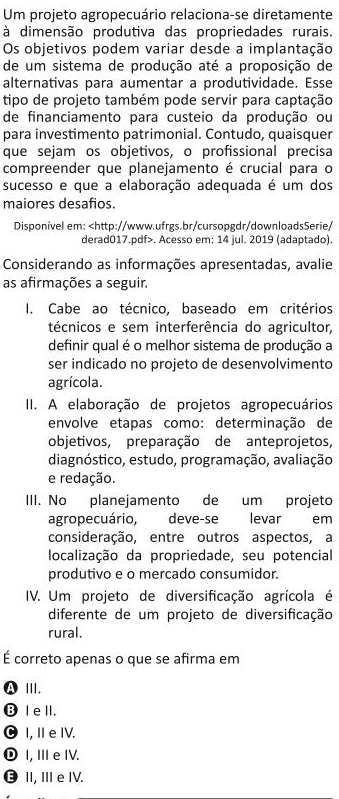 Um projeto agropecuário relaciona-se diretamente
à dimensão produtiva das propriedades rurais.
Os objetivos podem variar desde a implantação
de um sistema de produção até a proposição de
alternativas para aumentar a produtividade. Esse
tipo de projeto também pode servir para captação
de financiamento para custeio da produção ou
para investimento patrimonial. Contudo, quaisquer
que sejam os objetivos, o profissional precisa
compreender que planejamento é crucial para o
sucesso e que a elaboração adequada é um dos
maiores desafios.
Disponível em: <http://www.ufrgs.br/cursopgdr/downloadsSerie/
derad017.pdf>. Acesso em: 14 jul. 2019 (adaptado).
Considerando as informações apresentadas, avalie
as afirmações a seguir.
I. Cabe ao técnico, baseado em critérios
técnicos e sem interferência do agricultor,
definir qual é o melhor sistema de produção a
ser indicado no projeto de desenvolvimento
agrícola.
II. A elaboração de projetos agropecuários
envolve etapas como: determinação de
objetivos, preparação de anteprojetos,
diagnóstico, estudo, programação, avaliação
e redação.
III. No planejamento de um projeto
agropecuário, deve-se levar em
consideração, entre outros aspectos, a
localização da propriedade, seu potencial
produtivo e o mercado consumidor.
IV. Um projeto de diversificação agrícola é
diferente de um projeto de diversificação
rural.
É correto apenas o que se afirma em
A III.
B I e II.
C I, II e IV.
D I, III e IV.
E II, III e IV.